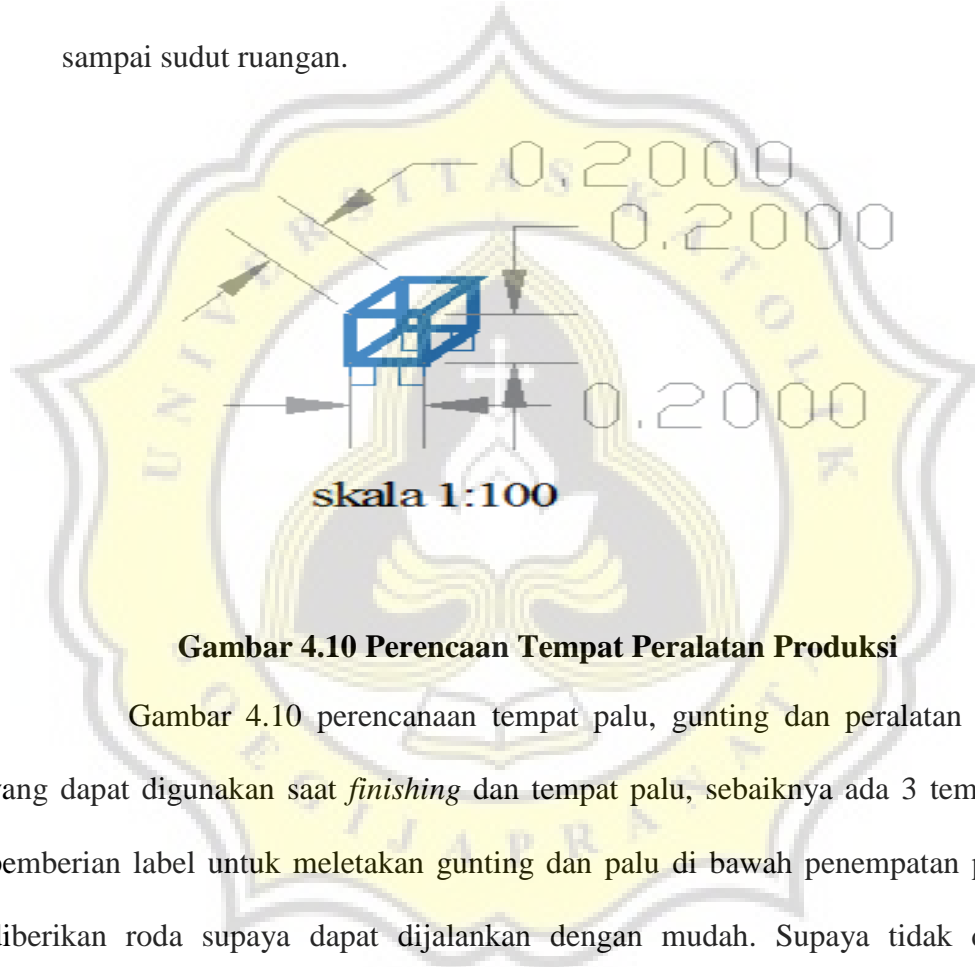 sampai sudut ruangan.
0.2000
0.2000
0.2000
skala 1:100
Gambar 4.10 Perencaan Tempat Peralatan Produksi
Gambar 4.10 perencanaan tempat palu, gunting dan peralatan
yang dapat digunakan saat finishing dan tempat palu, sebaiknya ada 3
pemberian label untuk meletakan gunting dan palu di bawah penempatan
diberikan roda supaya dapat dijalankan dengan mudah. Supaya tidak
UNIVERSITAS KATOLIK
SOEGIJAPRANATA